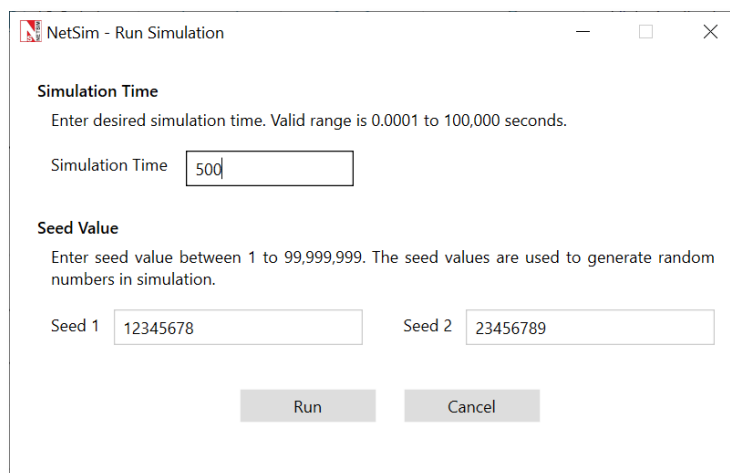 NetSim - Run Simulation
Simulation Time
Enter desired simulation time. Valid range is 0.0001 to 100,000 seconds.
Simulation Time 500
Seed Value
Enter seed value between 1 to 99,999,999. The seed values are used to generate random
numbers in simulation.
Seed 1 12345678 Seed 2 23456789
Run Cancel